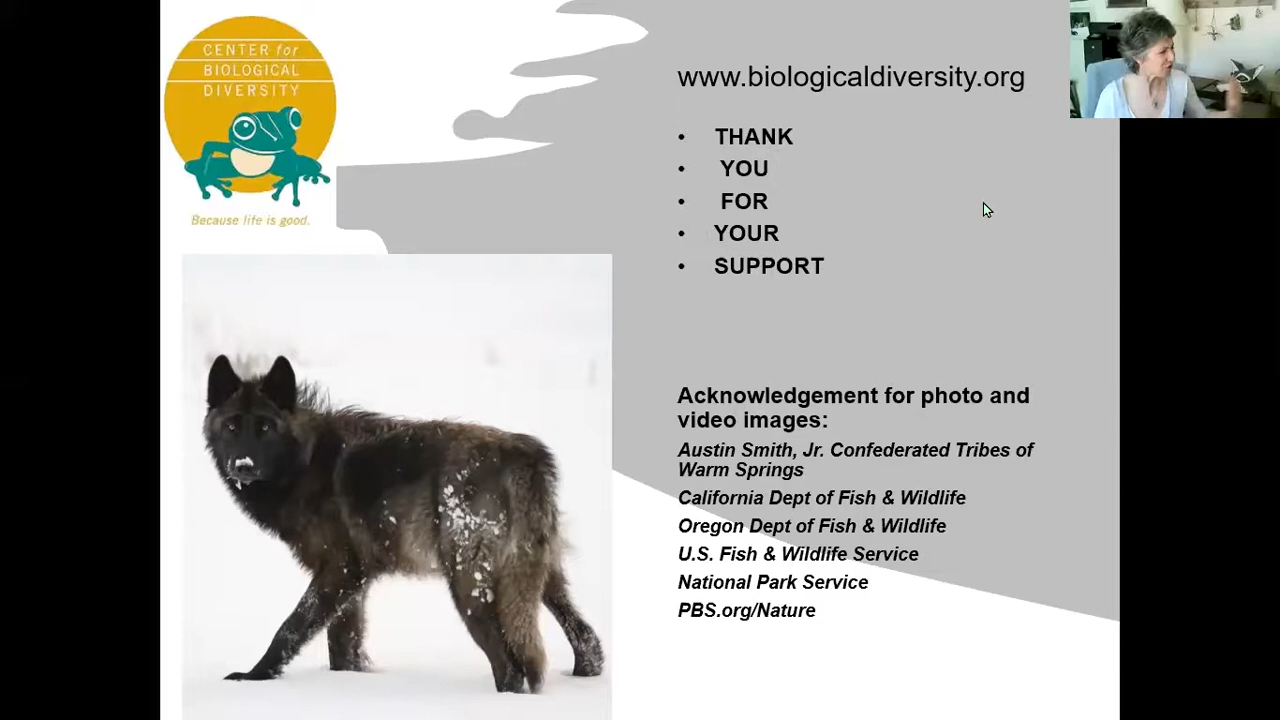 CENTER for
BIOLOGICAL
DIVERSITY
Because life is good.
www.biologicaldiversity.org
• THANK
• YOU
• FOR
• YOUR
• SUPPORT
Acknowledgement for photo and
video images:
Austin Smith, Jr. Confederated Tribes of
Warm Springs
California Dept of Fish & Wildlife
Oregon Dept of Fish & Wildlife
U.S. Fish & Wildlife Service
National Park Service
PBS.org/Nature